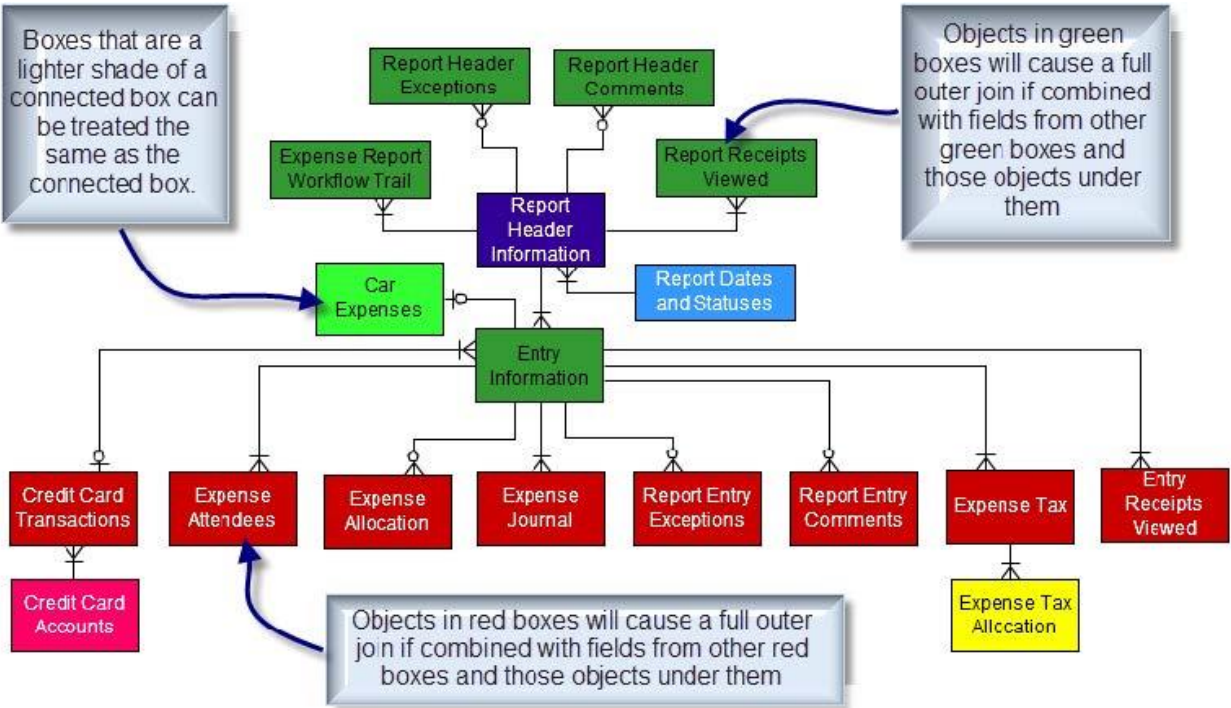 Boxes that are a
lighter shade of a
connected box can
be treated the
same as the
connected box.
Report Header
Exceptions
Report Header
Comments
Objects in green
boxes will cause a full
outer join if combined
with fields from other
green boxes and
those objects under
them
Expense Report
Workflow Trail
Report Receipts
Viewed
Report
Header
Information
Car
Expenses
Report Dates
and Statuses
Entry
Information
Credit Card
Transactions
Expense
Attendees
Expense
Allocation
Expense
Journal
Report Entry
Exceptions
Report Entry
Comments
Expense Tax
Entry
Receipts
Viewed
Credit Card
Accounts
Expense Tax
Allocation
Objects in red boxes will cause a full outer
join if combined with fields from other red
boxes and those objects under them